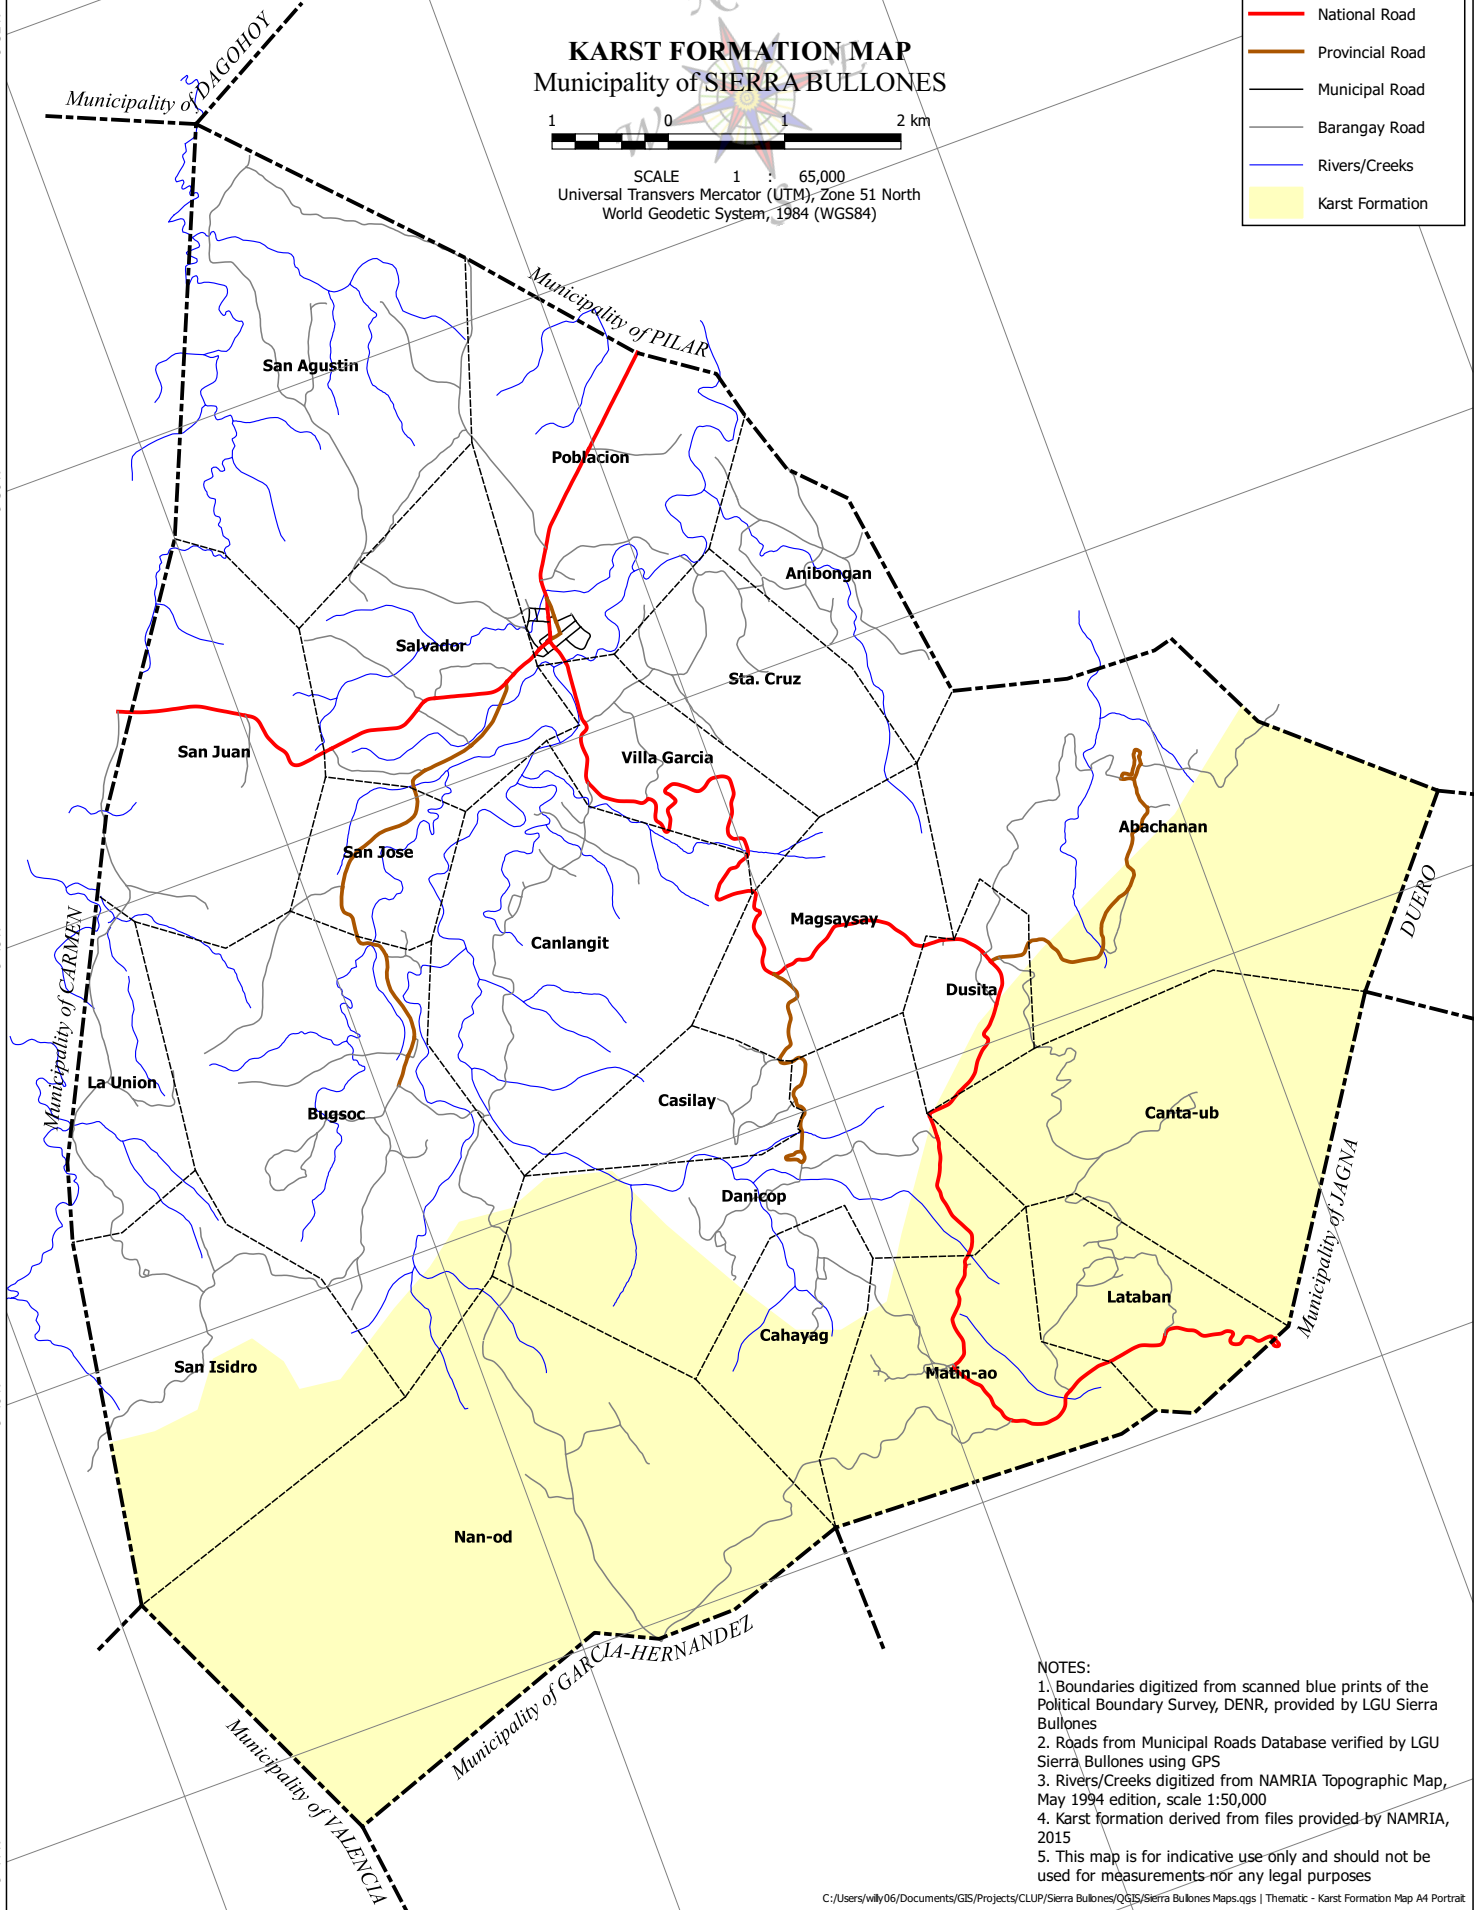 KARST FORMATION MAP
Municipality of SIERRA BULLONES
1 0 1 2 km
SCALE 1 : 65,000
Universal Transvers Mercator (UTM), Zone 51 North
World Geodetic System, 1984 (WGS84)
N
E
W
S
National Road
Provincial Road
Municipal Road
Barangay Road
Rivers/Creeks
Karst Formation
Municipality of DAGOHOY
Municipality of PILAR
San Agustin
Poblacion
Anibongan
Salvador
Sta. Cruz
San Juan
Villa Garcia
Abachanan
San Jose
DUERO
Magsaysay
Canlangit
Municipality of CARMEN
Dusita
La Union
Casilay
Bugsoc
Canta-ub
Danicop
Municipality of JAGNA
Lataban
Cahayag
San Isidro
Matin-ao
Nan-od
Municipality of GARCIA-HERNANDEZ
Municipality of VALENCIA
NOTES:
1. Boundaries digitized from scanned blue prints of the
Political Boundary Survey, DENR, provided by LGU Sierra
Bullones
2. Roads from Municipal Roads Database verified by LGU
Sierra Bullones using GPS
3. Rivers/Creeks digitized from NAMRIA Topographic Map,
May 1994 edition, scale 1:50,000
4. Karst formation derived from files provided by NAMRIA,
2015
5. This map is for indicative use only and should not be
used for measurements nor any legal purposes
C:/Users/willy06/Documents/GIS/Projects/CLUP/Sierra Bullones/QGIS/Sierra Bullones Maps.qgs | Thematic - Karst Formation Map A4 Portrait